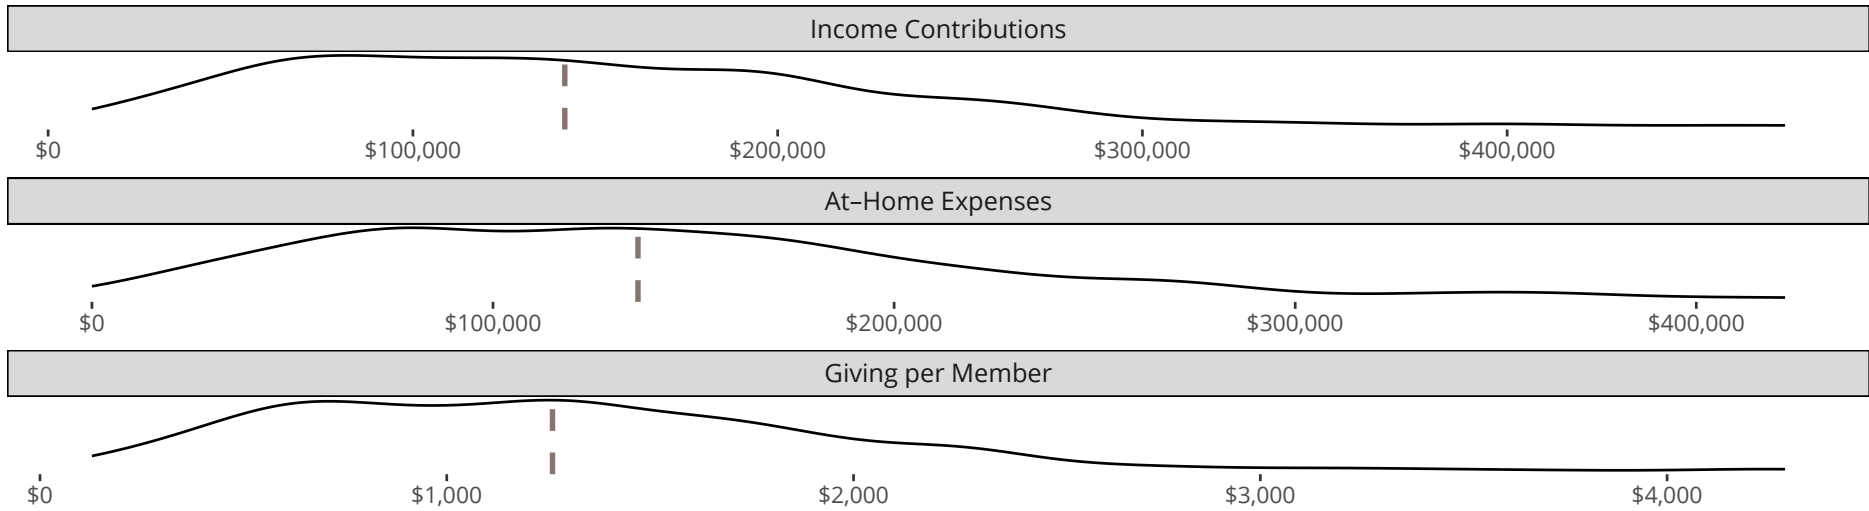 Income Contributions
$0 $100,000 $200,000 $300,000 $400,000
At–Home Expenses
$0 $100,000 $200,000 $300,000 $400,000
Giving per Member
$0 $1,000 $2,000 $3,000 $4,000